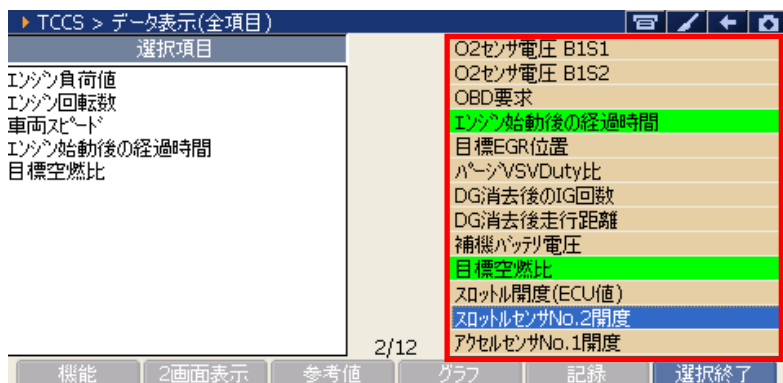 TCCS > データ表示(全項目)
選択項目
エンジン負荷値
エンジン回転数
車両スピード
エンジン始動後の経過時間
目標空燃比
O2センサ電圧 B1S1
O2センサ電圧 B1S2
OBD要求
エンジン始動後の経過時間
目標EGR位置
パージVSVDuty比
DG消去後のIG回数
DG消去後走行距離
補機バッテリ電圧
目標空燃比
スロットル開度(ECU値)
スロットルセンサNo.2開度
アクセルセンサNo.1開度
2/12
機能
2画面表示
参考値
グラフ
記録
選択終了